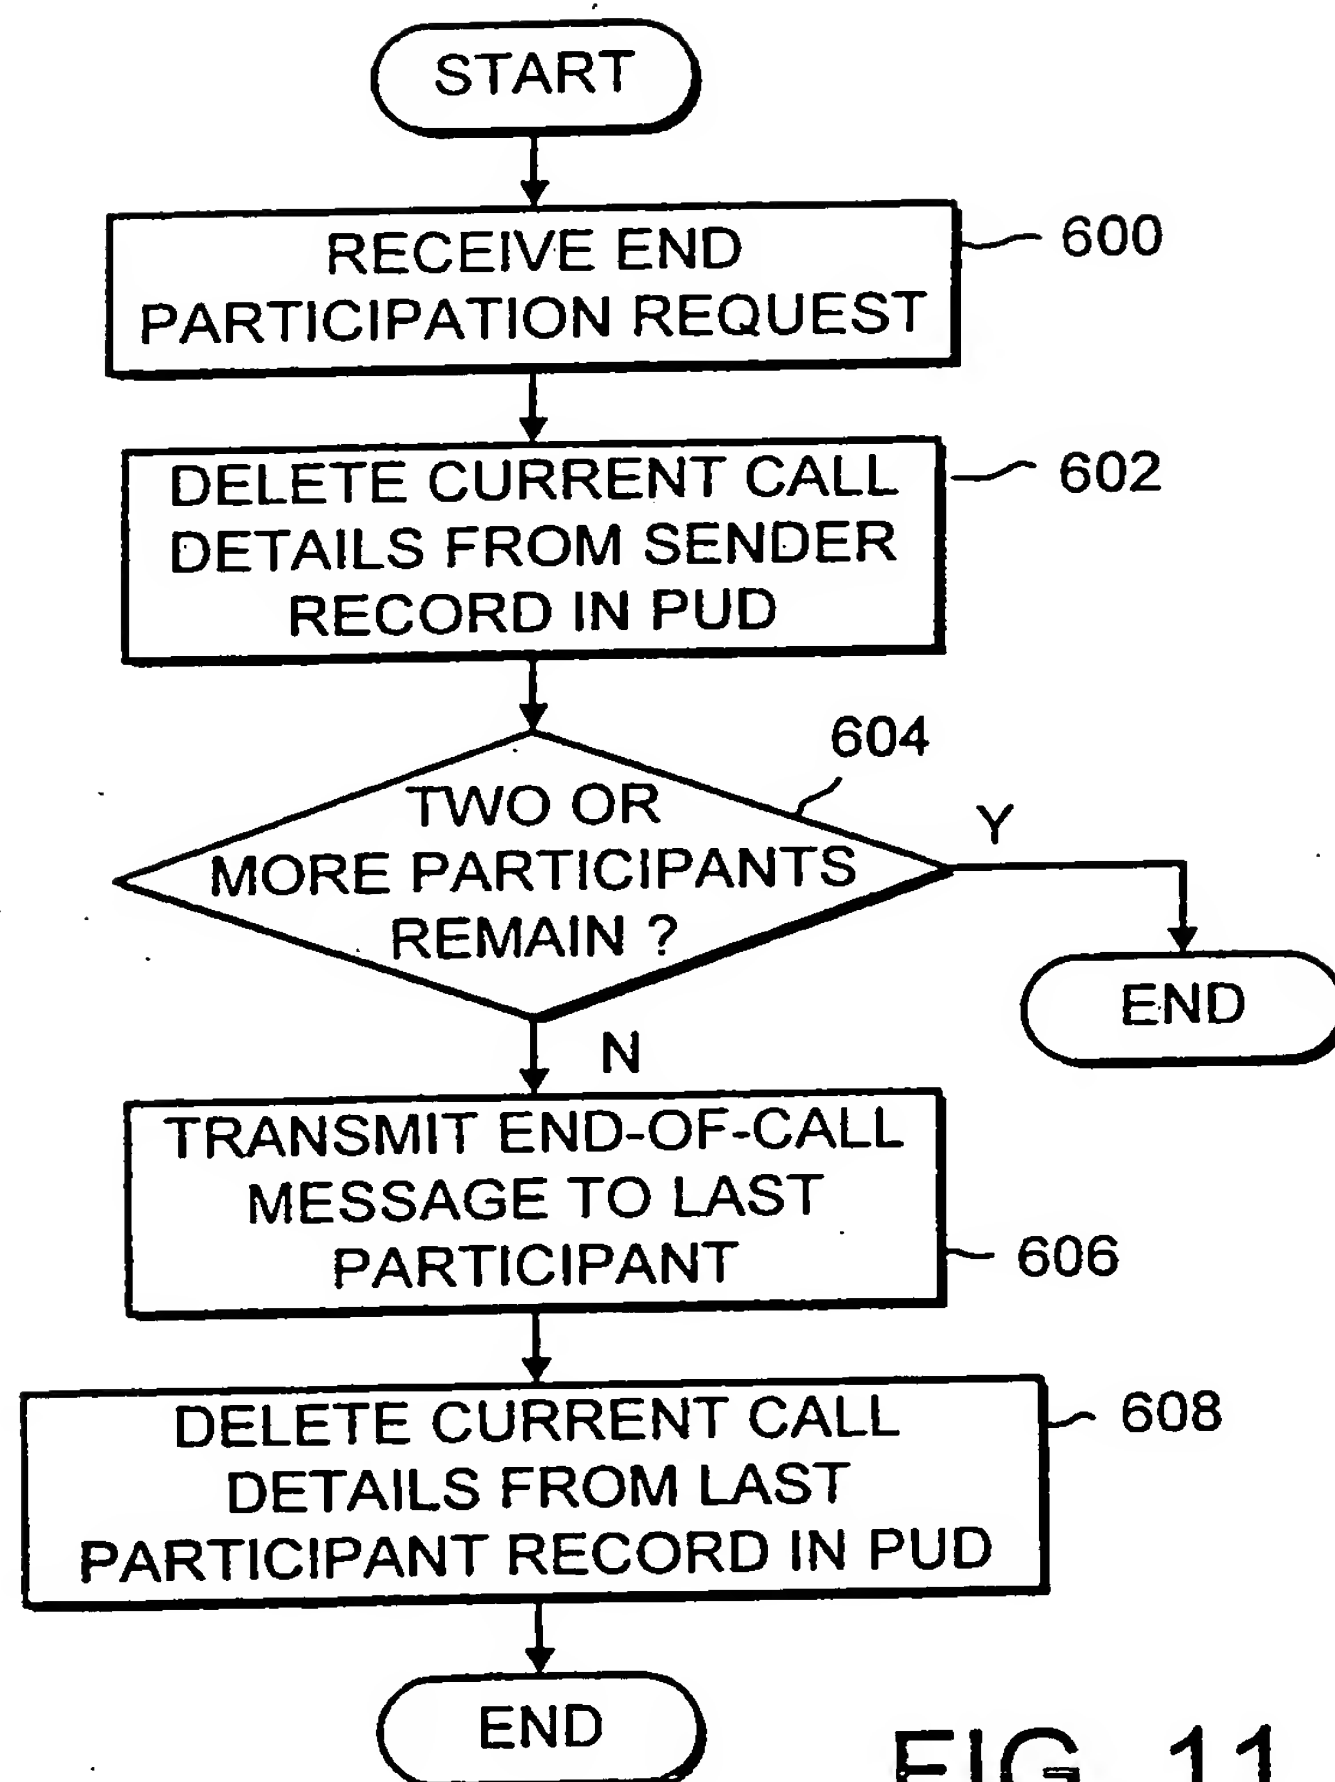 START
RECEIVE END
PARTICIPATION REQUEST
600
DELETE CURRENT CALL
DETAILS FROM SENDER
RECORD IN PUD
602
604
TWO OR
MORE PARTICIPANTS
REMAIN ?
Y
END
N
TRANSMIT END-OF-CALL
MESSAGE TO LAST
PARTICIPANT
606
DELETE CURRENT CALL
DETAILS FROM LAST
PARTICIPANT RECORD IN PUD
608
END
FIG. 11